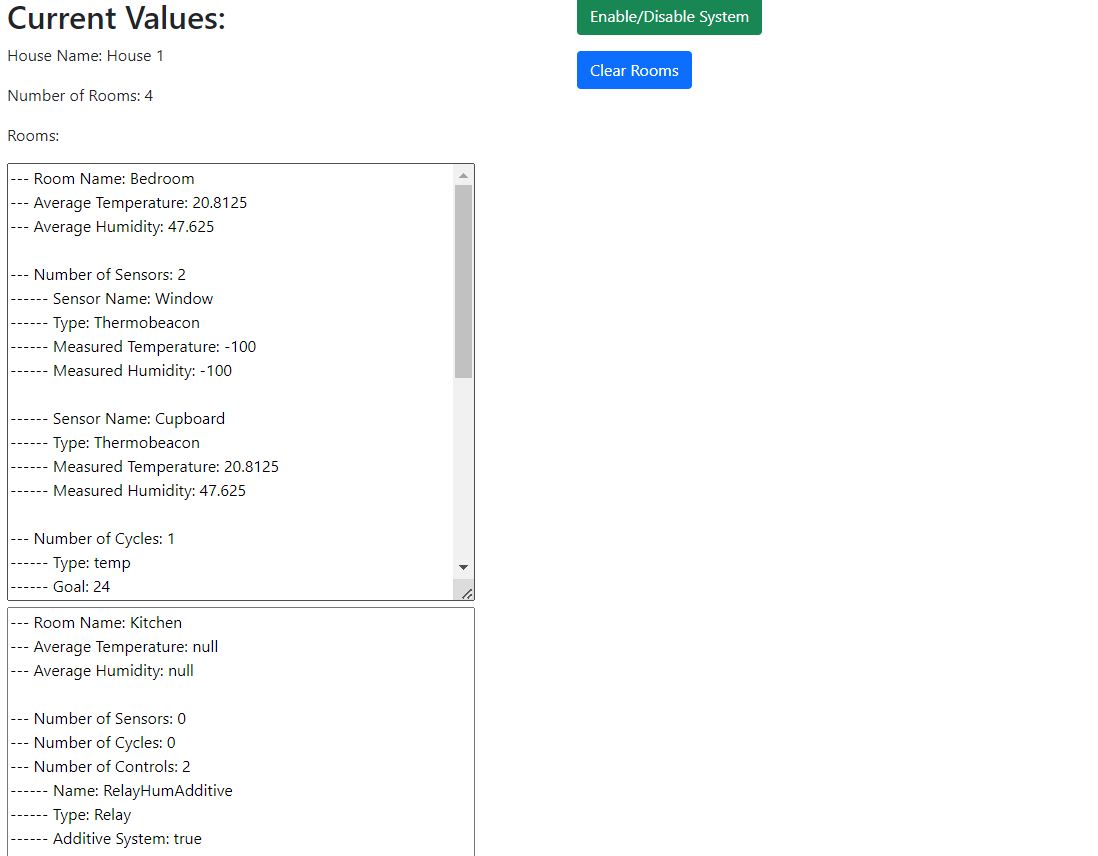 Current Values:
Enable/Disable System
House Name: House 1
Clear Rooms
Number of Rooms: 4
Rooms:
--- Room Name: Bedroom
--- Average Temperature: 20.8125
--- Average Humidity: 47.625
--- Number of Sensors: 2
------ Sensor Name: Window
------ Type: Thermobeacon
------ Measured Temperature: -100
------ Measured Humidity: -100
------ Sensor Name: Cupboard
------ Type: Thermobeacon
------ Measured Temperature: 20.8125
------ Measured Humidity: 47.625
--- Number of Cycles: 1
------ Type: temp
------ Goal: 24
--- Room Name: Kitchen
--- Average Temperature: null
--- Average Humidity: null
--- Number of Sensors: 0
--- Number of Cycles: 0
--- Number of Controls: 2
------ Name: RelayHumAdditive
------ Type: Relay
------ Additive System: true